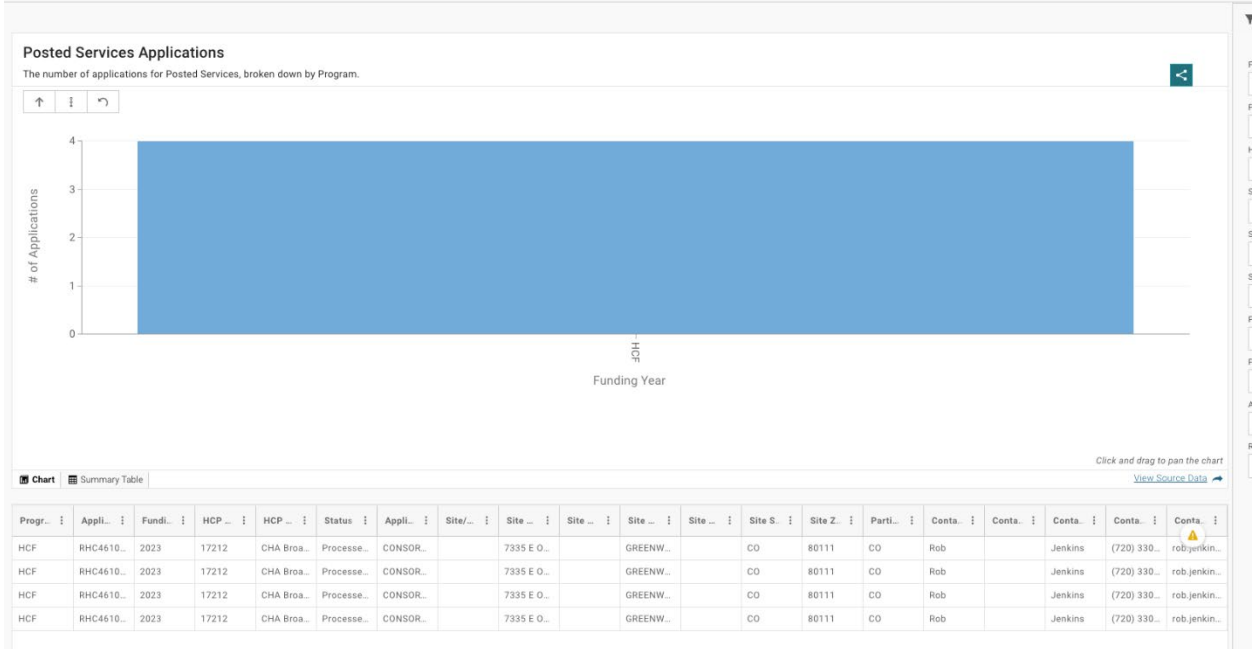 Posted Services Applications
The number of applications for Posted Services, broken down by Program.
4
3
2
1
0
# of Applications
HCF
Funding Year
Click and drag to pan the chart
Chart Summary Table View Source Data
Progr... Appli... Fundi... HCP ... HCP ... Status Appli... Site/... Site ... Site ... Site ... Site ... Site S... Site Z... Parti... Conta... Conta... Conta... Conta... Conta...
HCF RHC4610... 2023 17212 CHA Broa... Processe... CONSOR... 7335 E O... GREENW... CO 80111 CO Rob Jenkins (720) 330... rob.jenkin...
HCF RHC4610... 2023 17212 CHA Broa... Processe... CONSOR... 7335 E O... GREENW... CO 80111 CO Rob Jenkins (720) 330... rob.jenkin...
HCF RHC4610... 2023 17212 CHA Broa... Processe... CONSOR... 7335 E O... GREENW... CO 80111 CO Rob Jenkins (720) 330... rob.jenkin...
HCF RHC4610... 2023 17212 CHA Broa... Processe... CONSOR... 7335 E O... GREENW... CO 80111 CO Rob Jenkins (720) 330... rob.jenkin...